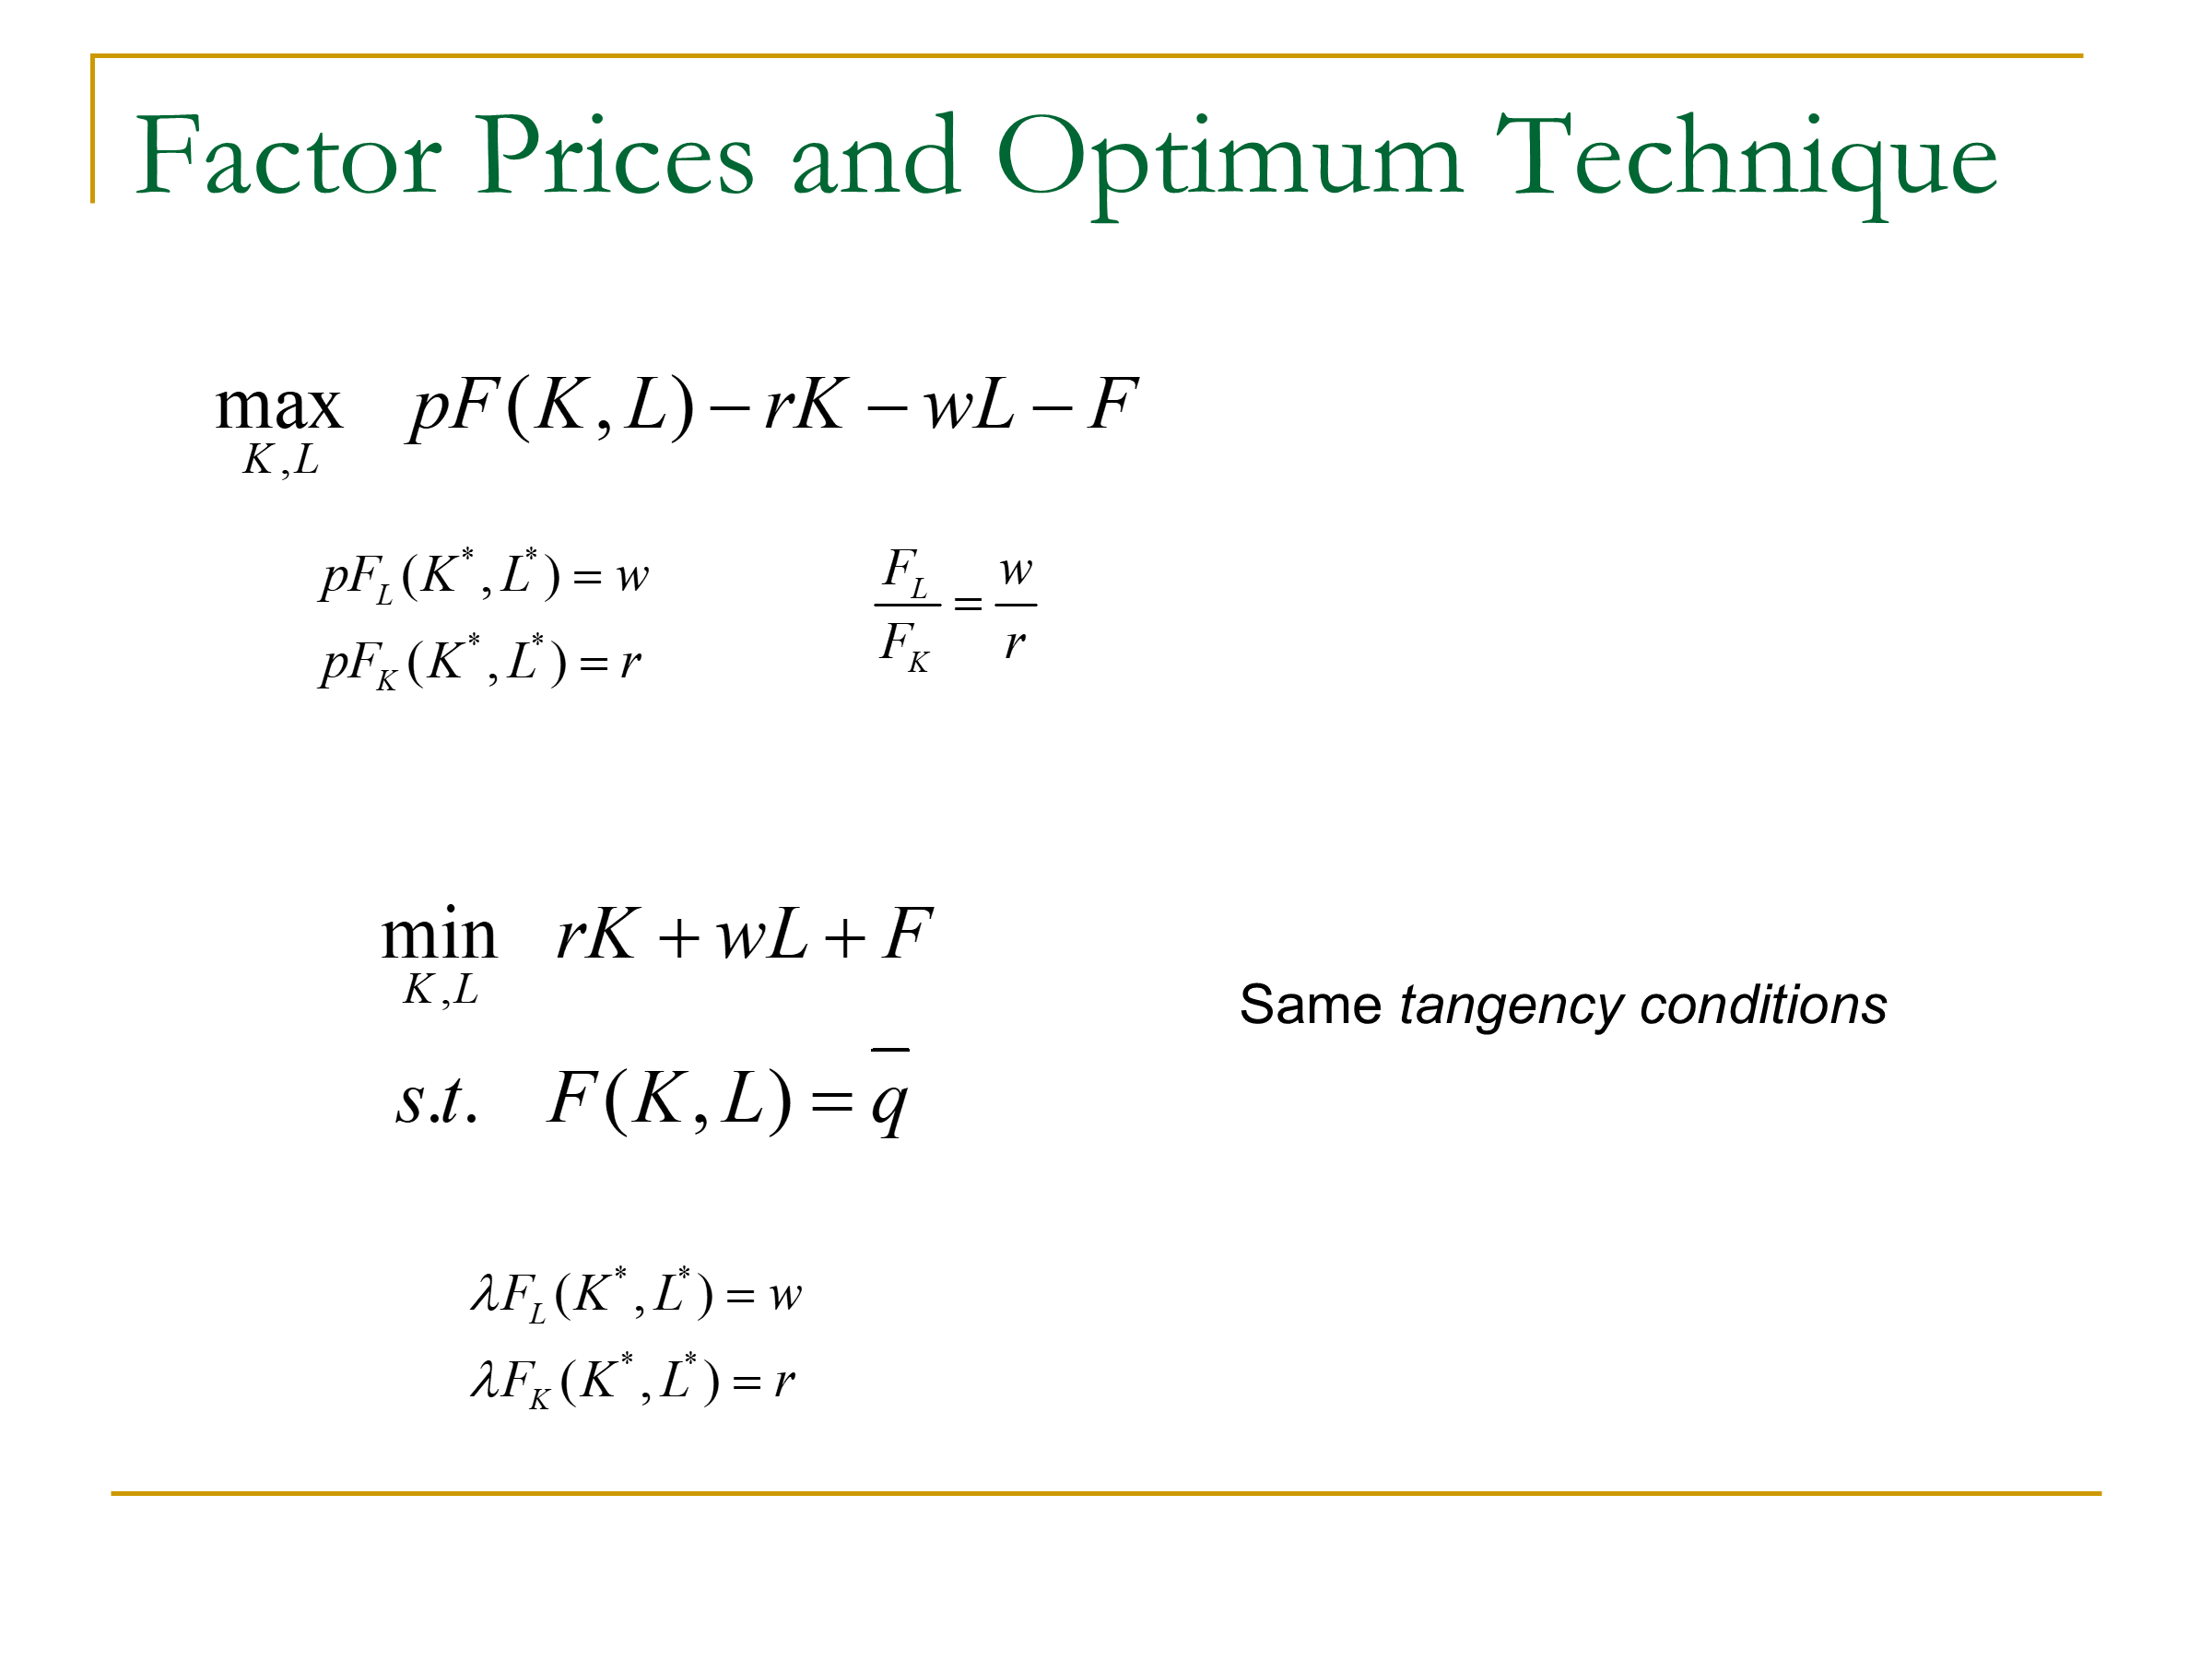 Factor Prices and Optimum Technique
max pF(K,L) − rK − wL − F
K,L
pF_L(K*,L*) = w
pF_K(K*,L*) = r
F_L/F_K = w/r
min rK + wL + F
K,L
Same tangency conditions
s.t. F(K,L) = q̅
λF_L(K*,L*) = w
λF_K(K*,L*) = r